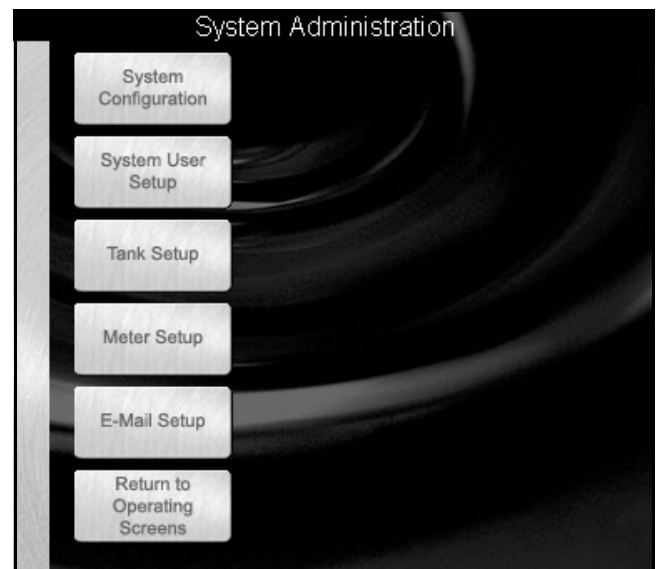 System Administration
System
Configuration
System User
Setup
Tank Setup
Meter Setup
E-Mail Setup
Return to
Operating
Screens